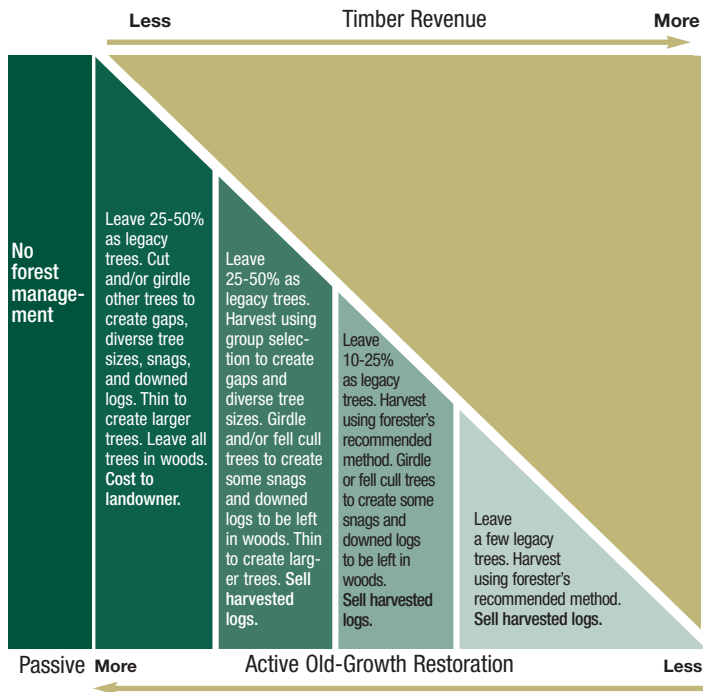 Less Timber Revenue More
No
forest
manage-
ment
Leave 25-50%
as legacy
trees. Cut
and/or girdle
other trees to
create gaps,
diverse tree
sizes, snags,
and downed
logs. Thin to
create larger
trees. Leave all
trees in woods.
Cost to
landowner.
Leave
25-50% as
legacy trees.
Harvest using
group selec-
tion to create
gaps and
diverse tree
sizes. Girdle
and/or fell cull
trees to create
some snags
and downed
logs to be left
in woods. Thin
to create larg-
er trees. Sell
harvested
logs.
Leave
10-25%
as legacy
trees. Harvest
using forester's
recommended
method. Girdle
or fell cull trees
to create some
snags and
downed logs
to be left in
woods.
Sell harvested
logs.
Leave
a few legacy
trees. Harvest
using forester's
recommended method.
Sell harvested logs.
Passive More Active Old-Growth Restoration Less